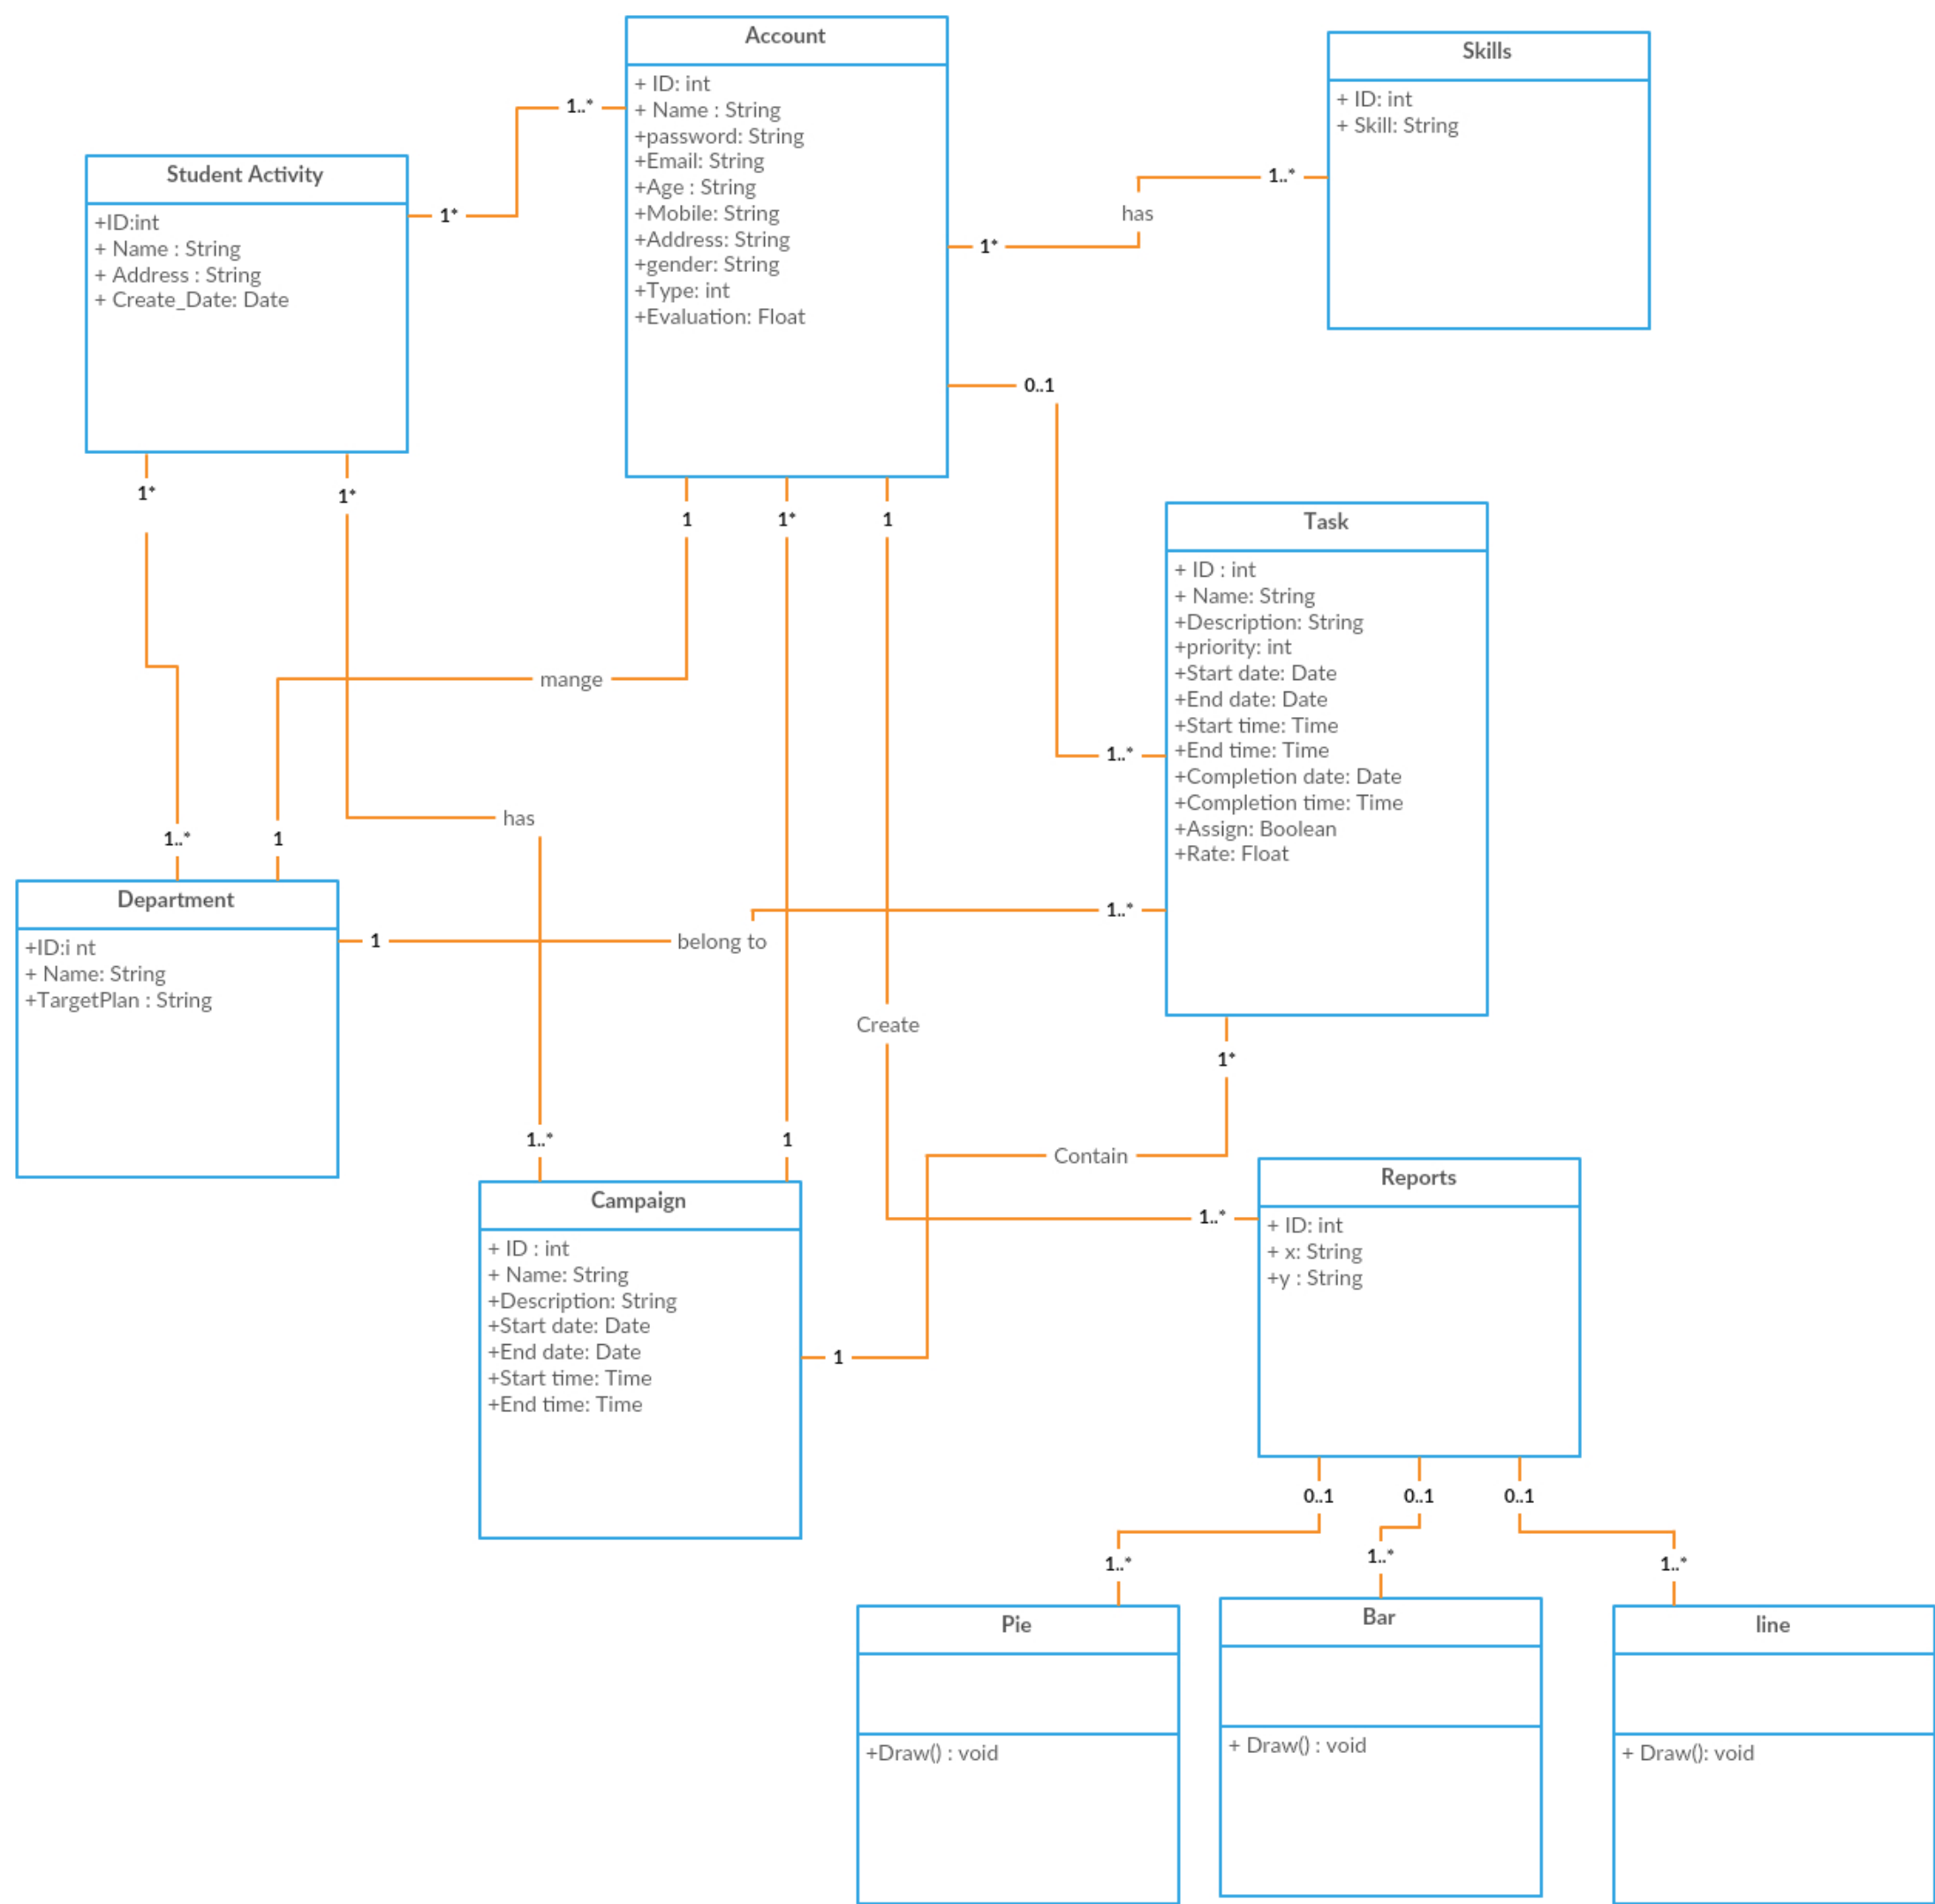 Account
+ ID: int
+ Name : String
+password: String
+Email: String
+Age : String
+Mobile: String
+Address: String
+gender: String
+Type: int
+Evaluation: Float
Skills
+ ID: int
+ Skill: String
Student Activity
+ID:int
+ Name : String
+ Address : String
+ Create_Date: Date
1..*
1*
1..*
has
1*
0..1
1*
1*
1
1*
1
Task
+ ID : int
+ Name: String
+Description: String
+priority: int
+Start date: Date
+End date: Date
+Start time: Time
+End time: Time
+Completion date: Date
+Completion time: Time
+Assign: Boolean
+Rate: Float
mange
1..*
has
1..*
1
Department
+ID:i nt
+ Name: String
+TargetPlan : String
1..*
1
belong to
Create
1*
1..*
1
Contain
Campaign
+ ID : int
+ Name: String
+Description: String
+Start date: Date
+End date: Date
+Start time: Time
+End time: Time
1..*
1
Reports
+ ID: int
+ x: String
+y : String
0..1
0..1
0..1
1..*
1..*
1..*
Pie
+Draw() : void
Bar
+ Draw() : void
line
+ Draw(): void